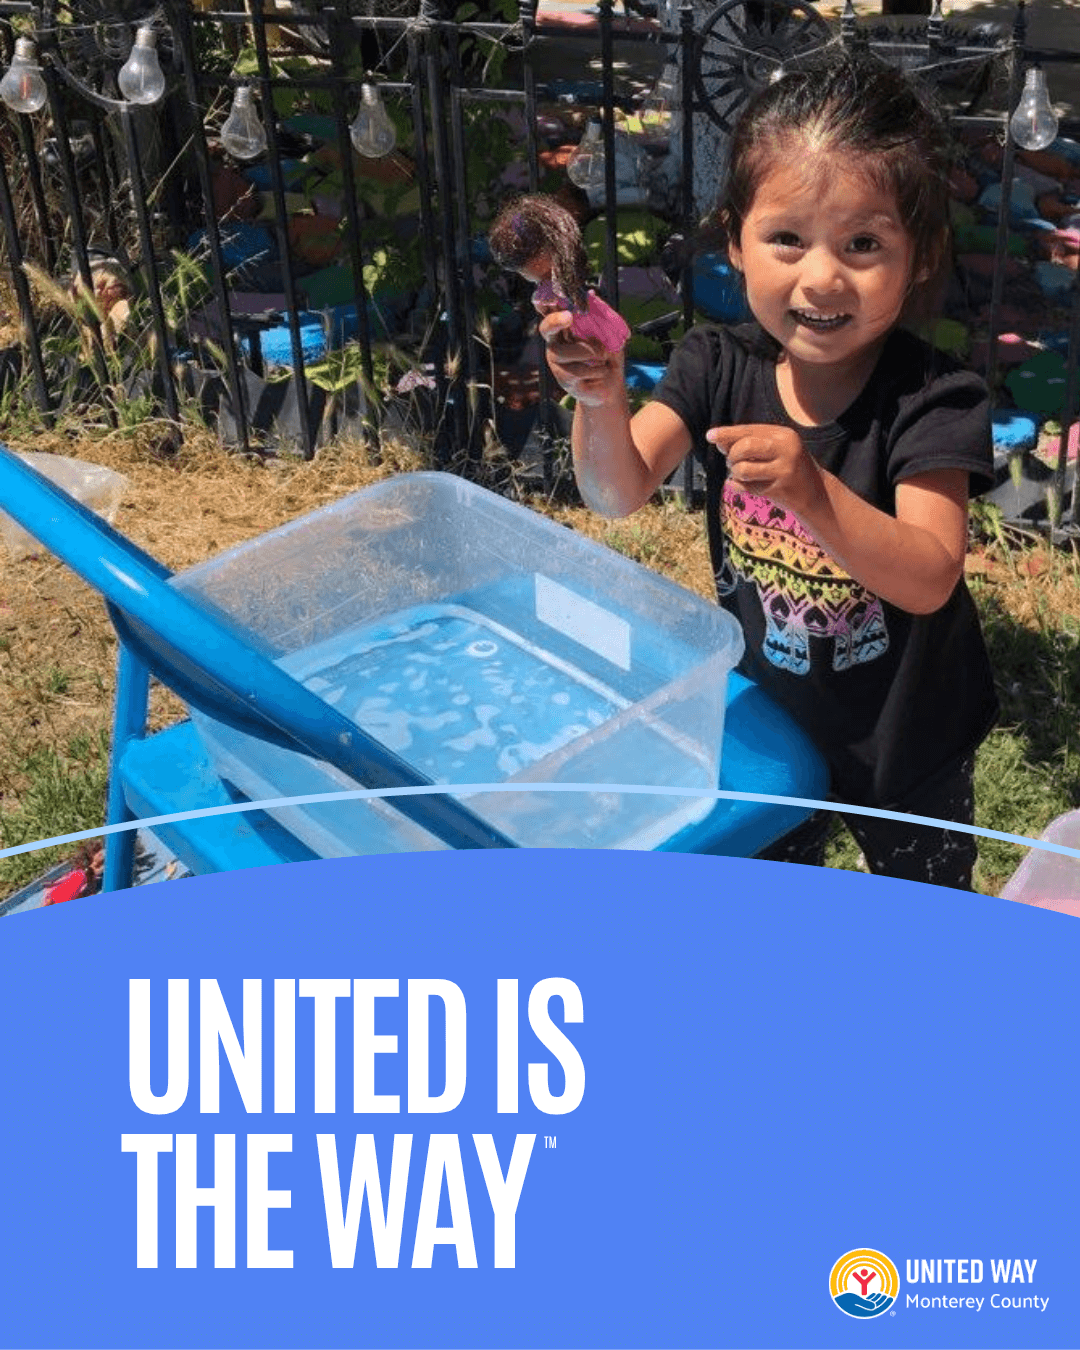 UNITED IS
THE WAY™
UNITED WAY
Monterey County
®